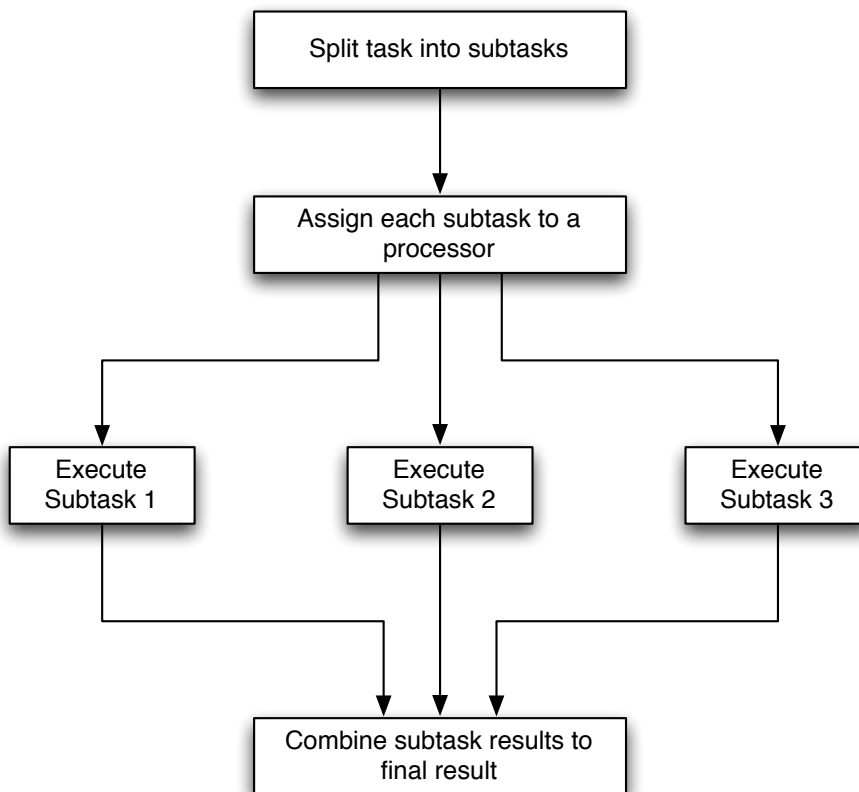 Split task into subtasks
Assign each subtask to a
processor
Execute
Subtask 1
Execute
Subtask 2
Execute
Subtask 3
Combine subtask results to
final result